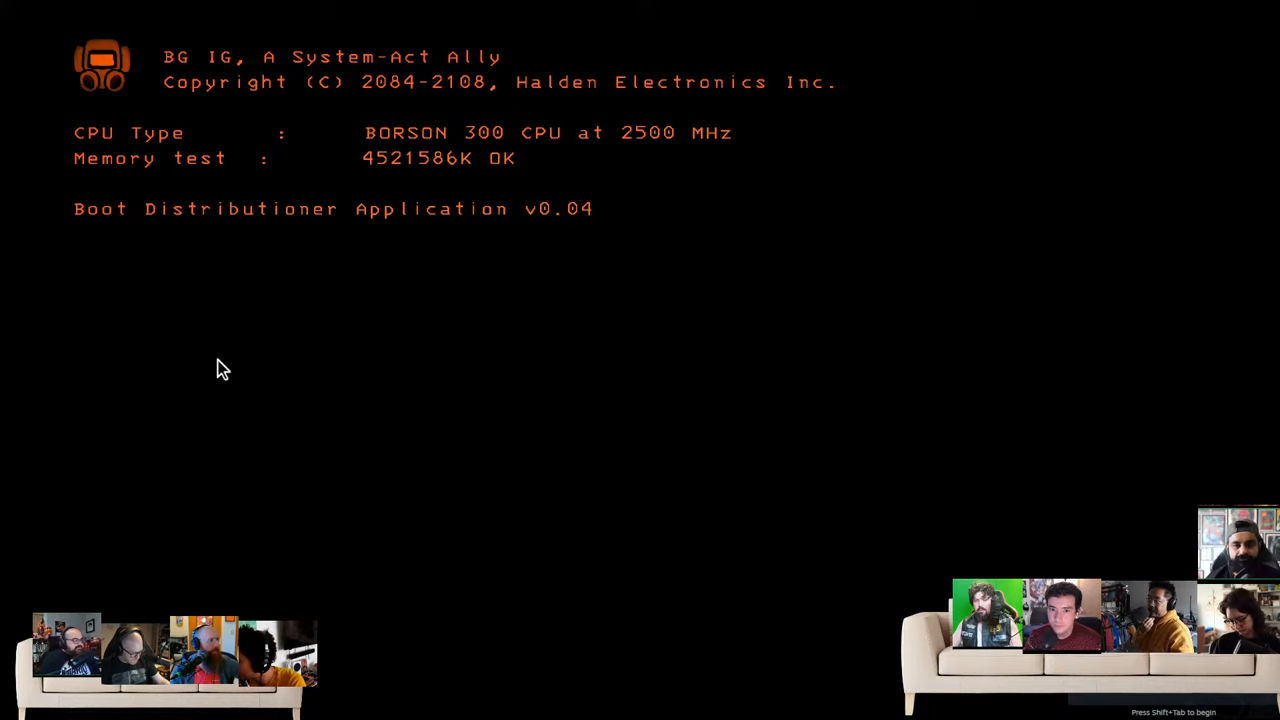 BG IG, A System-Act Ally
Copyright (C) 2084-2108, Halden Electronics Inc.
CPU Type : BORSON 300 CPU at 2500 MHz
Memory test : 4521586K OK
Boot Distributioner Application v0.04
Press Shift+Tab to begin